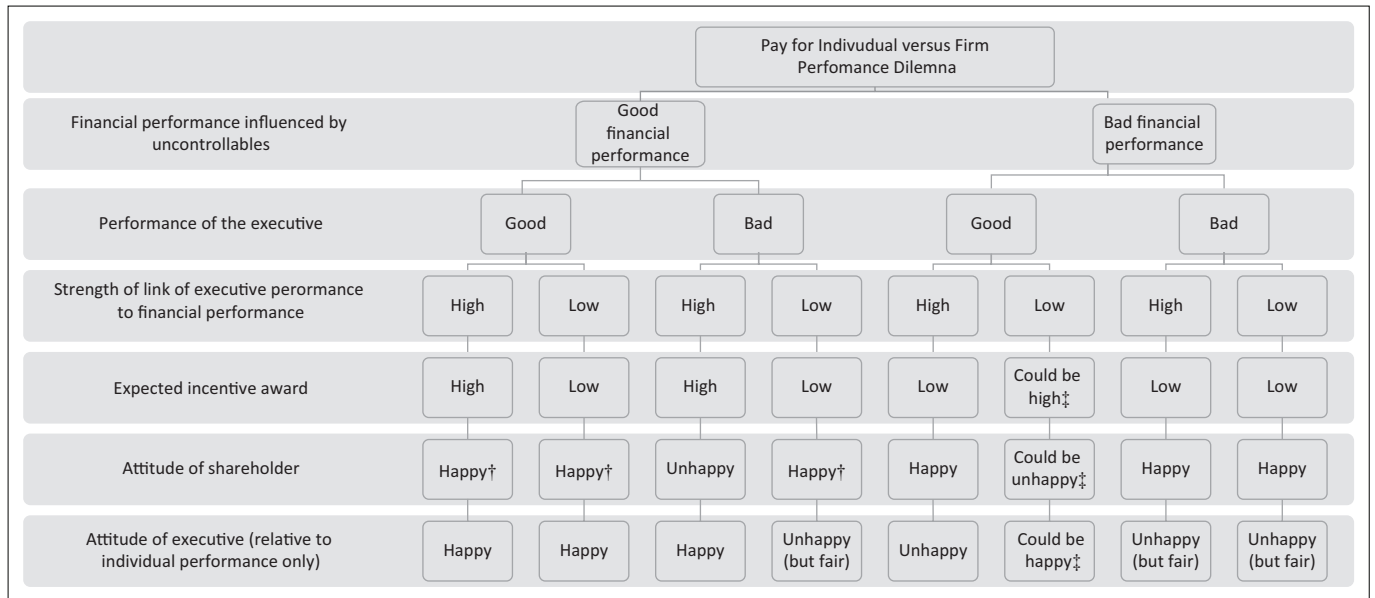 Pay for Indivudual versus Firm
Perfomance Dilemna
Financial performance influenced by
uncontrollables
Good
financial
performance
Bad financial
performance
Performance of the executive
Good
Bad
Good
Bad
Strength of link of executive perormance
to financial performance
High
Low
High
Low
High
Low
High
Low
Expected incentive award
High
Low
High
Low
Low
Could be
high‡
Low
Low
Attitude of shareholder
Happy†
Happy†
Unhappy
Happy†
Happy
Could be
unhappy‡
Happy
Happy
Attitude of executive (relative to
individual performance only)
Happy
Happy
Happy
Unhappy
(but fair)
Unhappy
Could be
happy‡
Unhappy
(but fair)
Unhappy
(but fair)